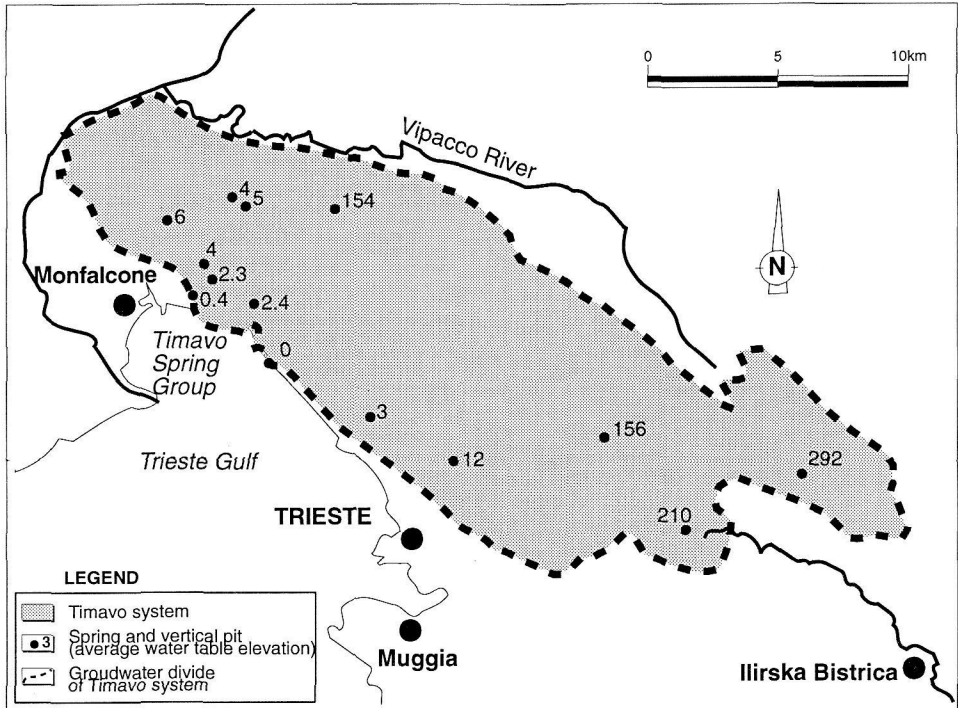 0 5 10km
Vipacco River
4
5
154
6
4
2.3
Monfalcone
0.4
2.4
N
Timavo
Spring
Group
0
3
Trieste Gulf
12
156
292
TRIESTE
210
LEGEND
Timavo system
3 Spring and vertical pit
(average water table elevation)
Groudwater divide
of Timavo system
Muggia
Ilirska Bistrica